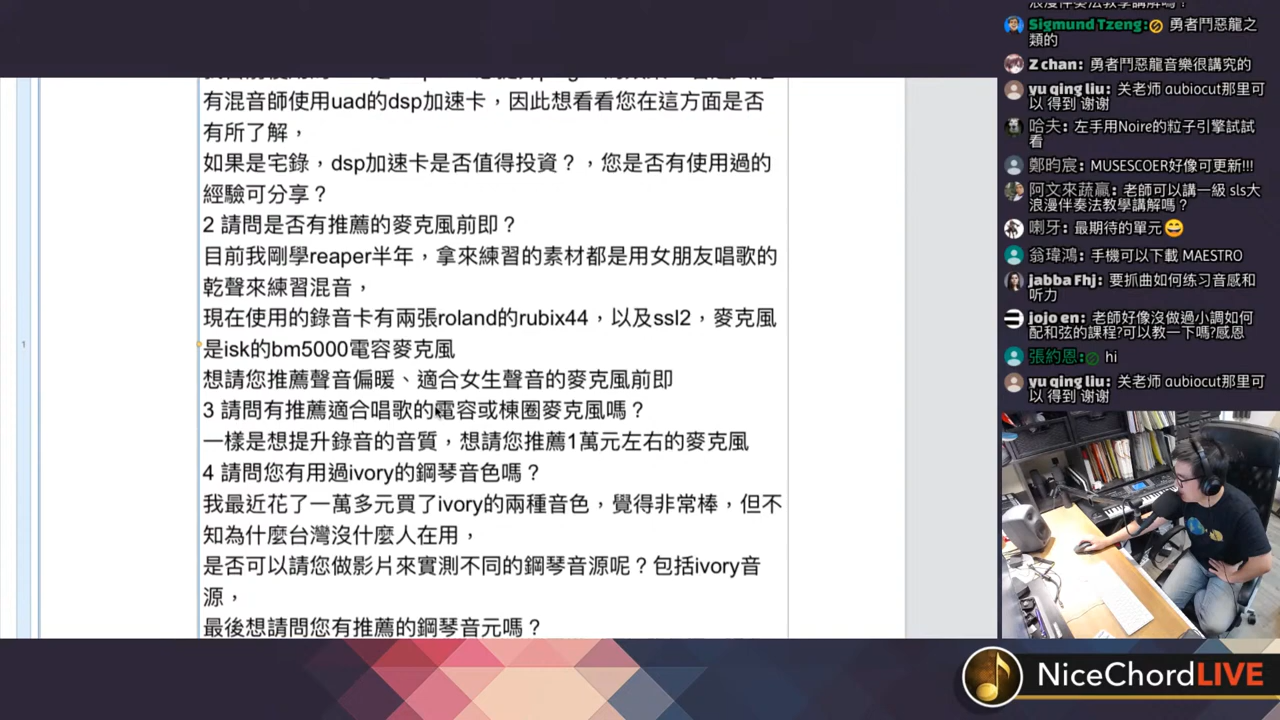 有混音師使用uad的dsp加速卡，因此想看看您在這方面是否
有所了解，
如果是宅錄，dsp加速卡是否值得投資？，您是否有使用過的
經驗可分享？
2 請問是否有推薦的麥克風前即？
目前我剛學reaper半年，拿來練習的素材都是用女朋友唱歌的
乾聲來練習混音，
現在使用的錄音卡有兩張roland的rubix44，以及ssl2，麥克風
是isk的bm5000電容麥克風
想請您推薦聲音偏暖、適合女生聲音的麥克風前即
3 請問有推薦適合唱歌的電容或棟圈麥克風嗎？
一樣是想提升錄音的音質，想請您推薦1萬元左右的麥克風
4 請問您有用過ivory的鋼琴音色嗎？
我最近花了一萬多元買了ivory的兩種音色，覺得非常棒，但不
知為什麼台灣沒什麼人在用，
是否可以請您做影片來實測不同的鋼琴音源呢？包括ivory音
源，
最後想請問您有推薦的鋼琴音元嗎？
1
浪漫伴奏法教學講解嗎？
Sigmund Tzeng: 勇者鬥惡龍之
類的
Z chan: 勇者鬥惡龍音樂很講究的
yu qing liu: 关老师 aubiocut那里可
以 得到 谢谢
哈夫: 左手用Noire的粒子引擎試試
看
鄭昀宸: MUSESCOER好像可更新!!!
阿文來蔬贏: 老師可以講一級 sls大
浪漫伴奏法教學講解嗎？
喇牙: 最期待的單元😄
翁瑋鴻: 手機可以下載 MAESTRO
jabba Fhj: 要抓曲如何练习音感和
听力
jojo en: 老師好像沒做過小調如何
配和弦的課程?可以教一下嗎?感恩
張約恩: hi
yu qing liu: 关老师 aubiocut那里可
以 得到 谢谢
NiceChordLIVE